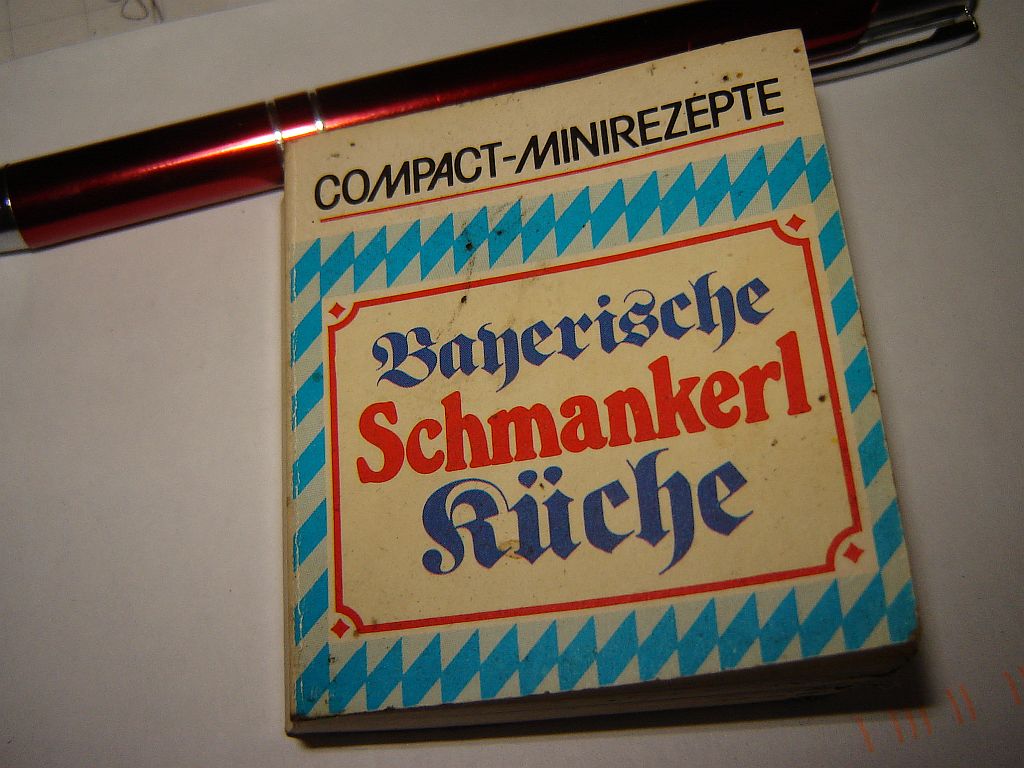 COMPACT-MINIREZEPTE
Bayerische
Schmankerl
Küche